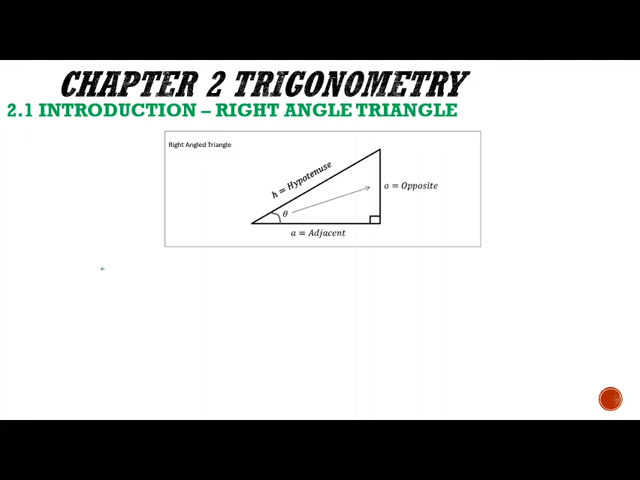 CHAPTER 2 TRIGONOMETRY
2.1 INTRODUCTION – RIGHT ANGLE TRIANGLE
Right Angled Triangle
h = Hypotenuse
o = Opposite
θ
a = Adjacent